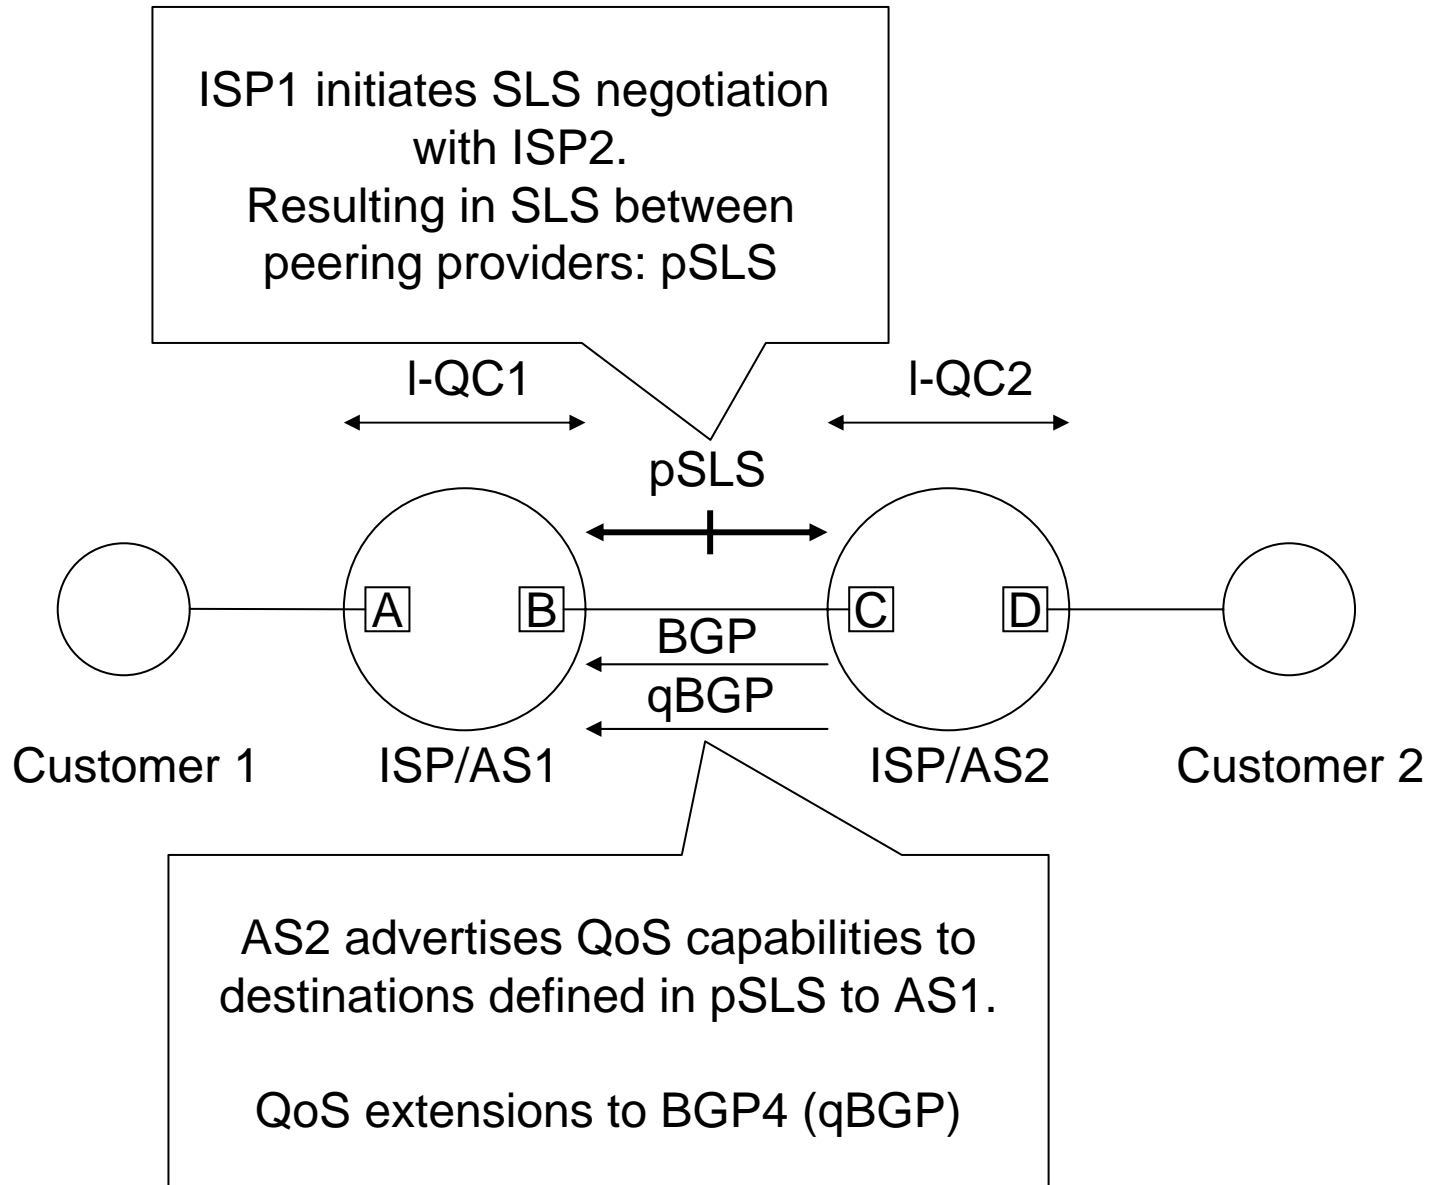 ISP1 initiates SLS negotiation
with ISP2.
Resulting in SLS between
peering providers: pSLS
l-QC1
l-QC2
pSLS
A
B
C
D
BGP
qBGP
Customer 1
ISP/AS1
ISP/AS2
Customer 2
AS2 advertises QoS capabilities to
destinations defined in pSLS to AS1.
QoS extensions to BGP4 (qBGP)